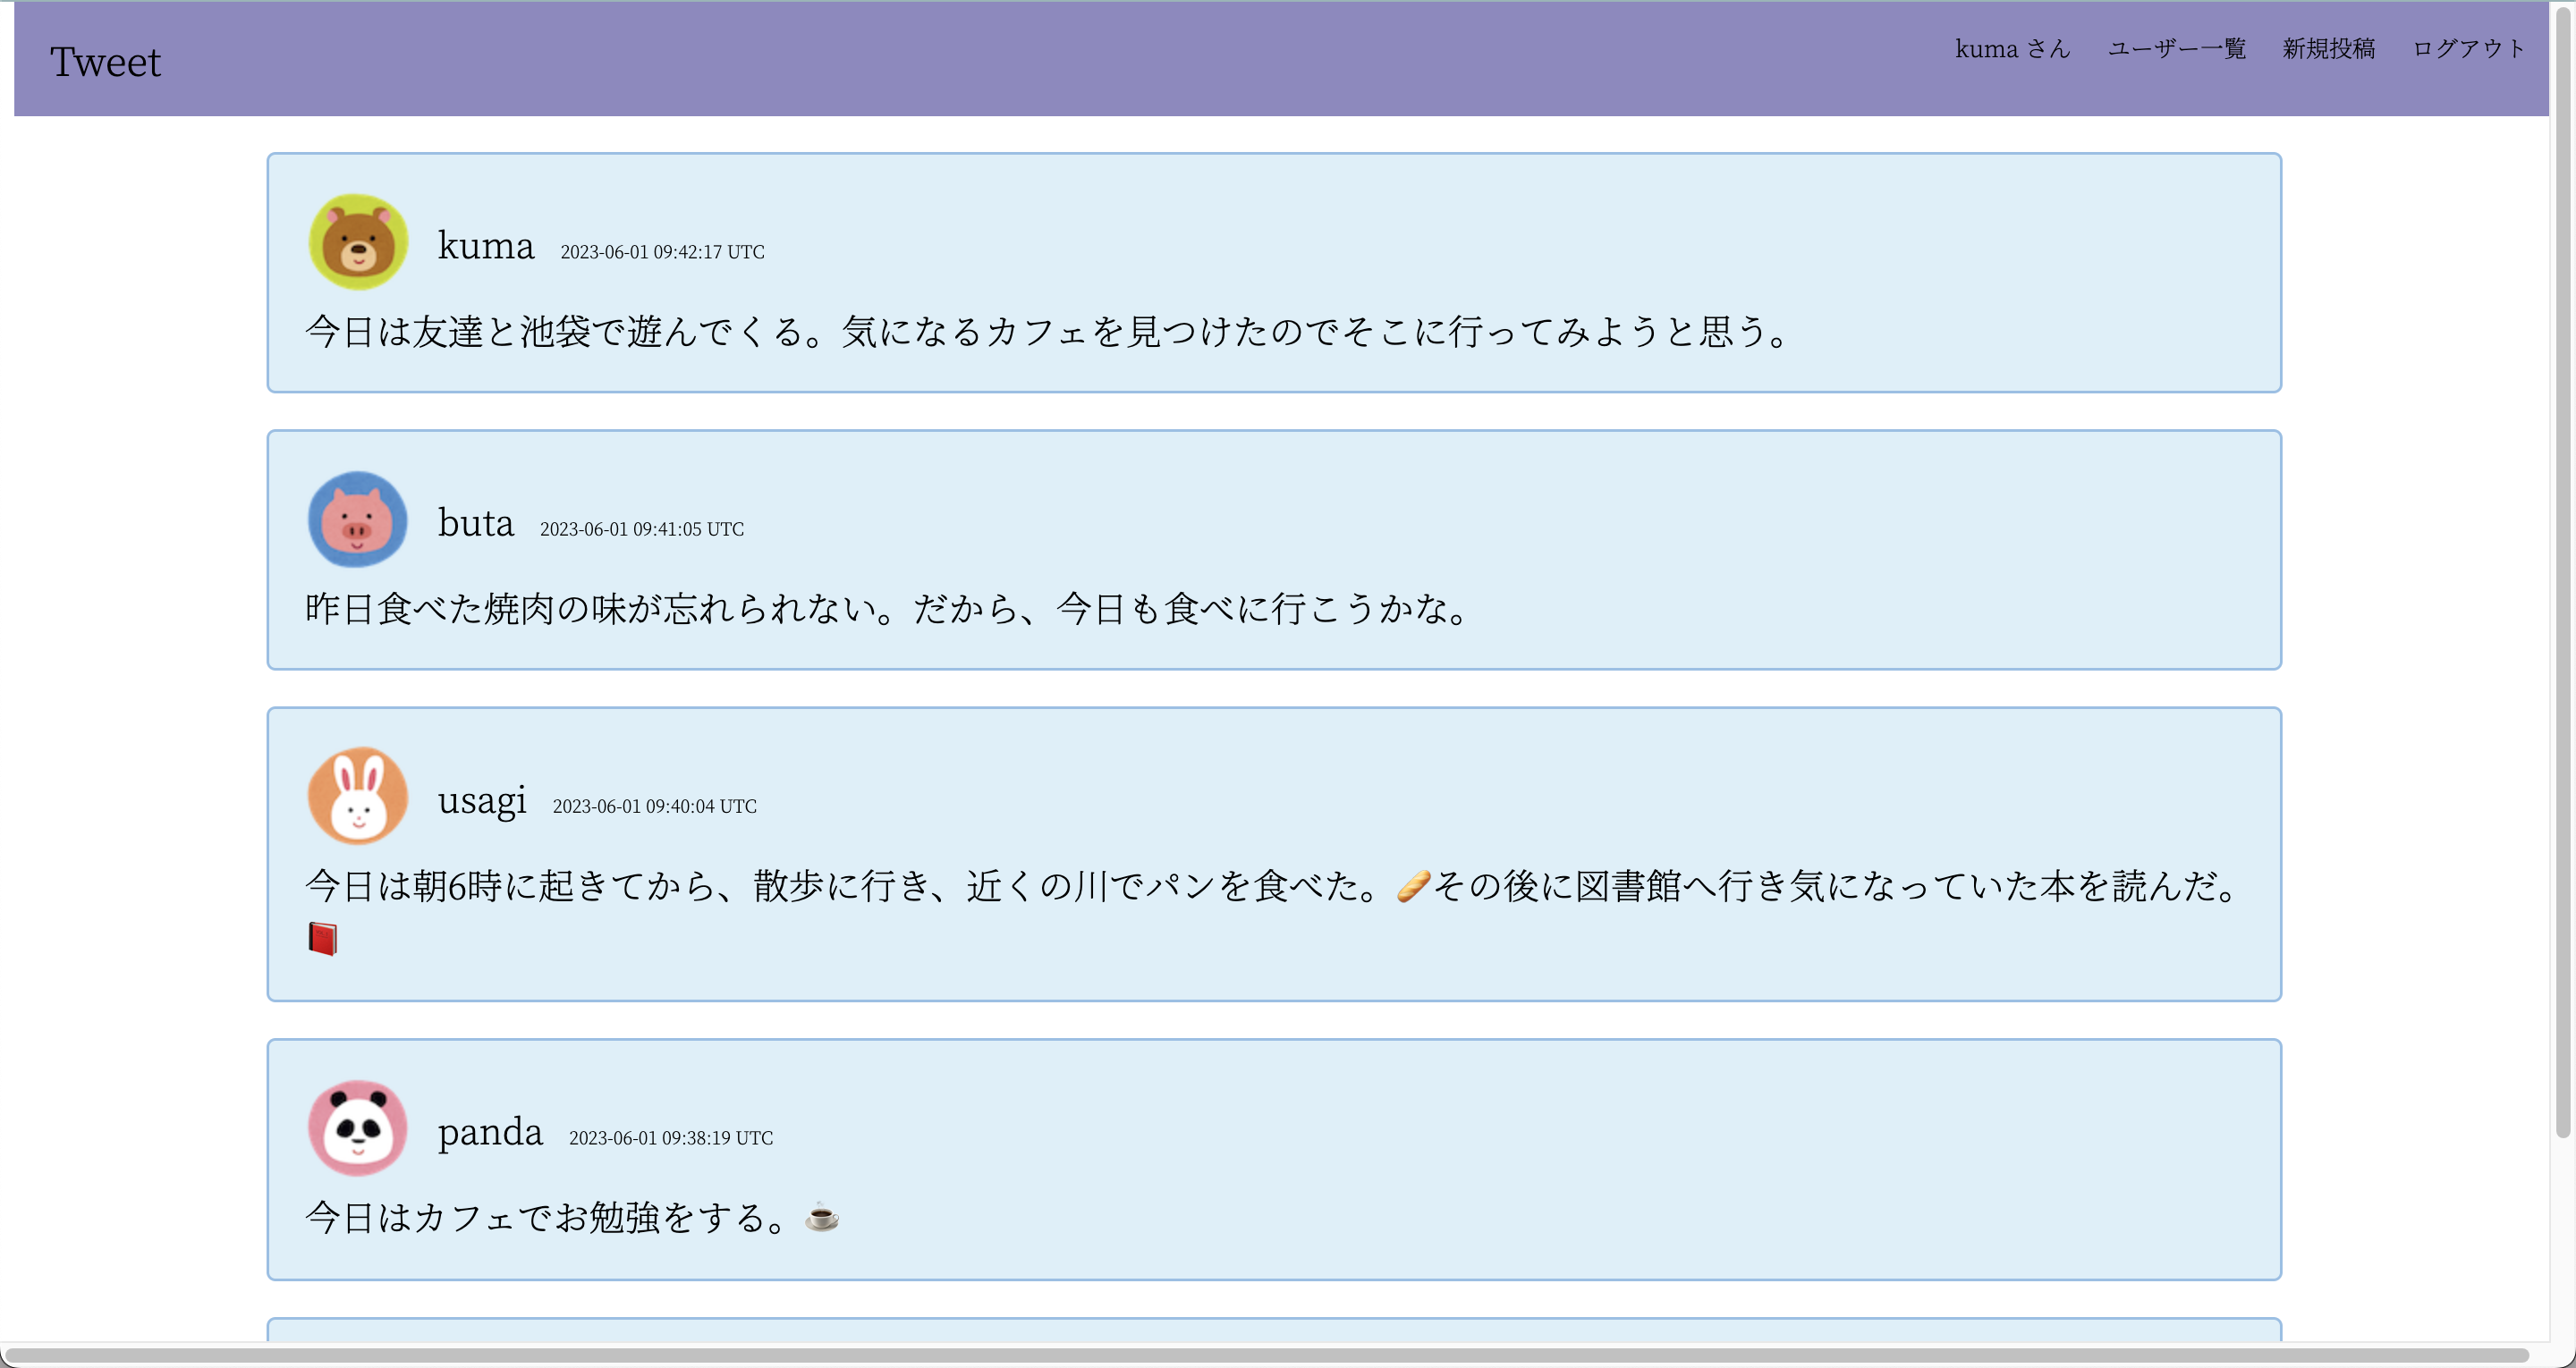 Tweet
kuma さん ユーザー一覧 新規投稿 ログアウト
kuma 2023-06-01 09:42:17 UTC
今日は友達と池袋で遊んでくる。気になるカフェを見つけたのでそこに行ってみようと思う。
buta 2023-06-01 09:41:05 UTC
昨日食べた焼肉の味が忘れられない。だから、今日も食べに行こうかな。
usagi 2023-06-01 09:40:04 UTC
今日は朝6時に起きてから、散歩に行き、近くの川でパンを食べた。🥖その後に図書館へ行き気になっていた本を読んだ。
📕
panda 2023-06-01 09:38:19 UTC
今日はカフェでお勉強をする。☕